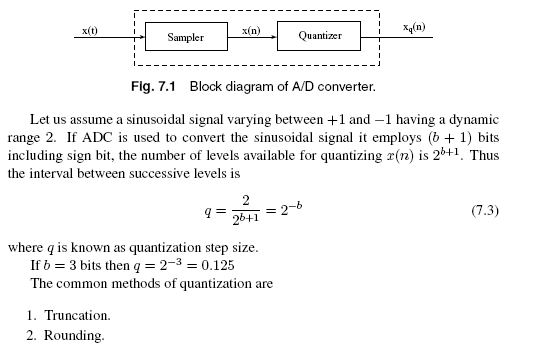 x(t) Sampler x(n) Quantizer x_q(n)
Fig. 7.1 Block diagram of A/D converter.
Let us assume a sinusoidal signal varying between +1 and −1 having a dynamic
range 2. If ADC is used to convert the sinusoidal signal it employs (b + 1) bits
including sign bit, the number of levels available for quantizing x(n) is 2^{b+1}. Thus
the interval between successive levels is
q = 2/2^{b+1} = 2^{−b} (7.3)
where q is known as quantization step size.
If b = 3 bits then q = 2^{−3} = 0.125
The common methods of quantization are
1. Truncation.
2. Rounding.